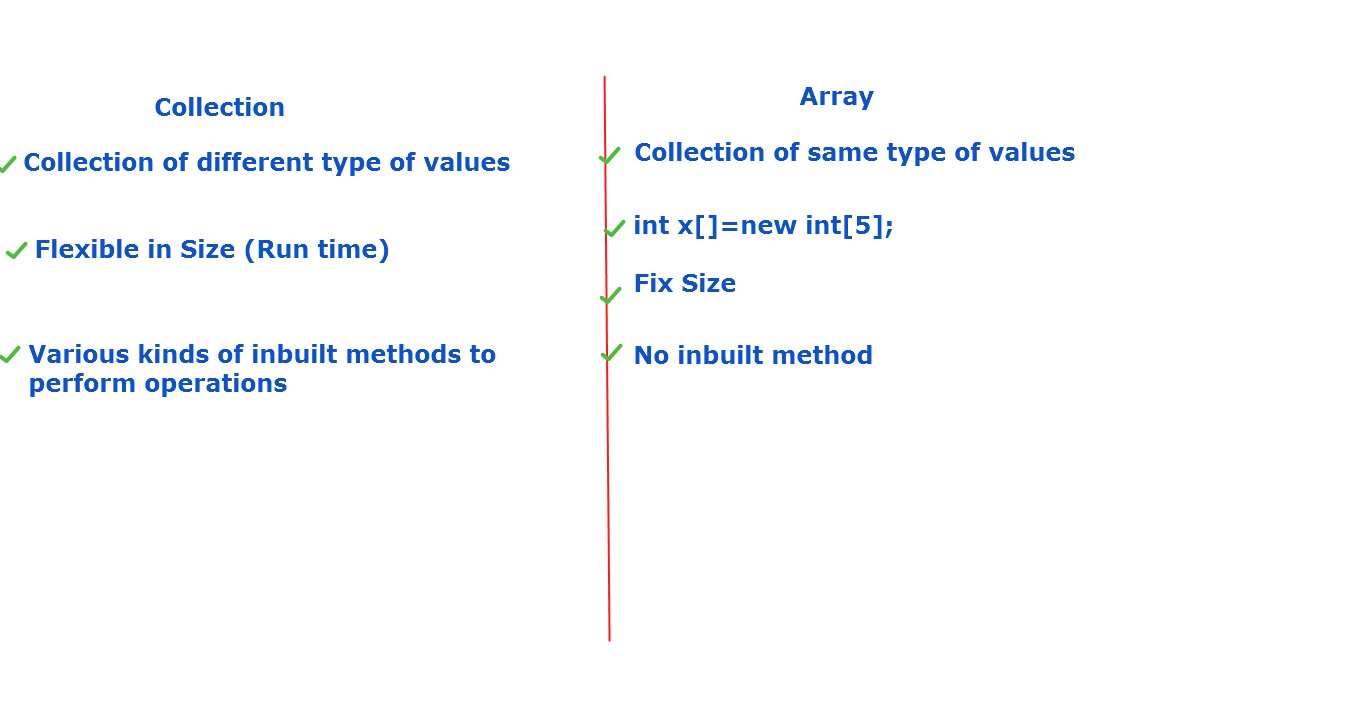 Collection
Collection of different type of values
Flexible in Size (Run time)
Various kinds of inbuilt methods to
perform operations
Array
Collection of same type of values
int x[]=new int[5];
Fix Size
No inbuilt method